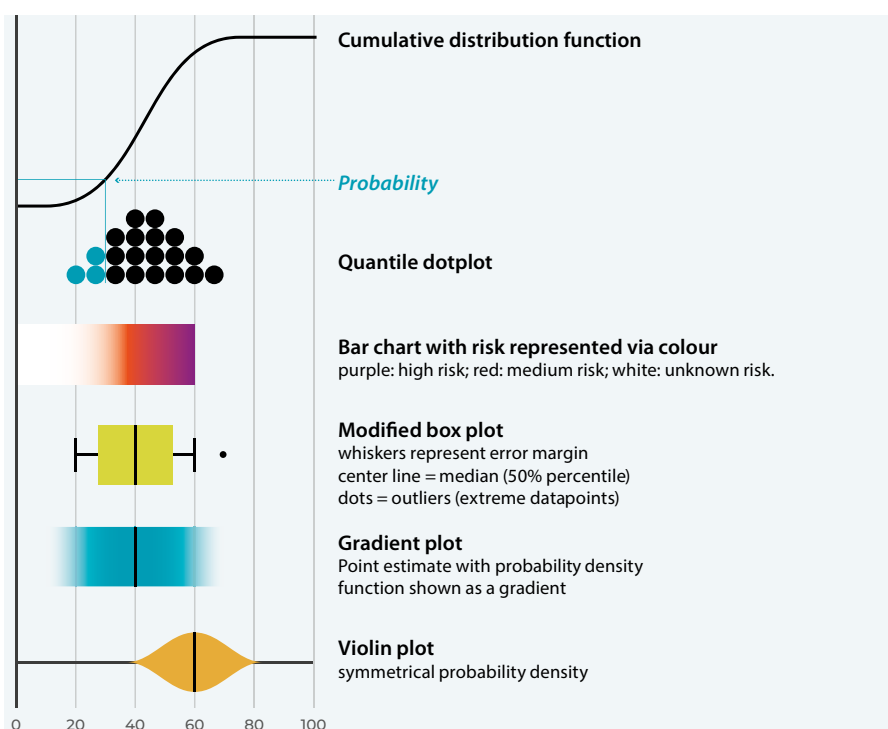 Cumulative distribution function
Probability
Quantile dotplot
Bar chart with risk represented via colour
purple: high risk; red: medium risk; white: unknown risk.
Modified box plot
whiskers represent error margin
center line = median (50% percentile)
dots = outliers (extreme datapoints)
Gradient plot
Point estimate with probability density
function shown as a gradient
Violin plot
symmetrical probability density
0 20 40 60 80 100